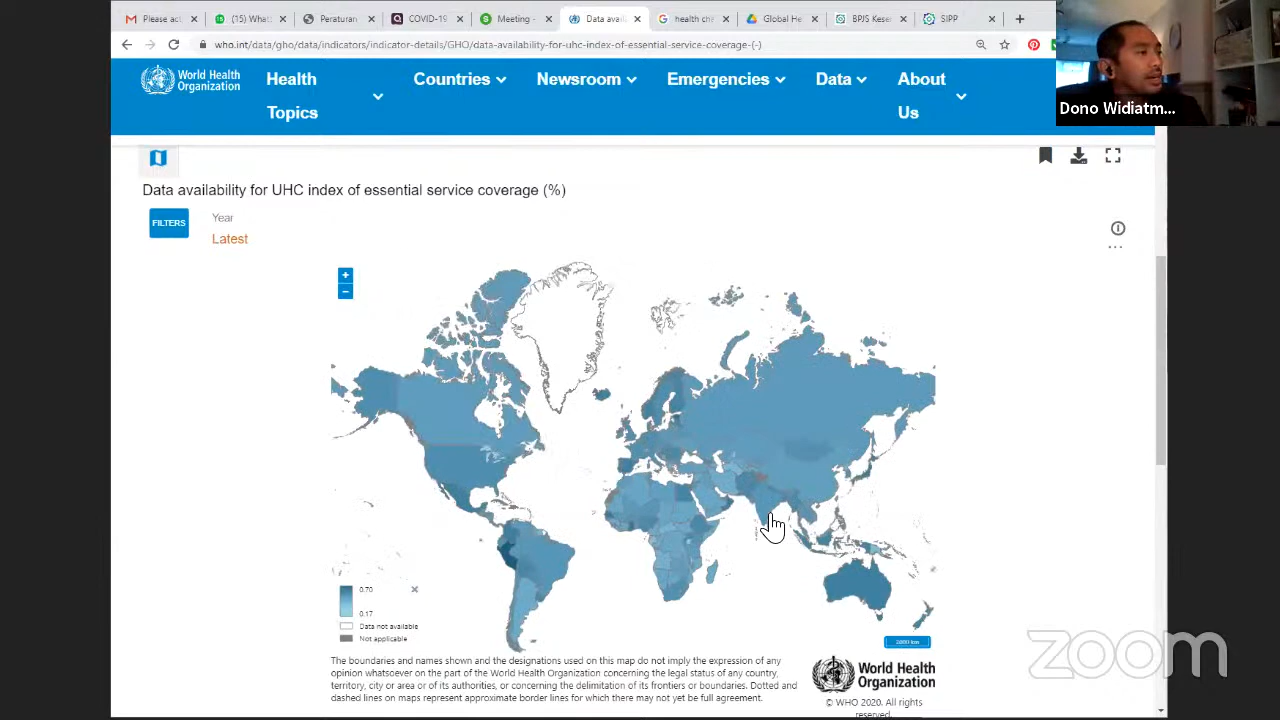 Please ac
(15) What
Peraturan
COVID-19
Meeting -
Data avail
health ch
Global He
BPJS Kese
SIPP
who.int/data/gho/data/indicators/indicator-details/GHO/data-availability-for-uhc-index-of-essential-service-coverage-(-)
Dono Widiatm...
World Health
Organization
Health
Topics
Countries
Newsroom
Emergencies
Data
About
Us
Data availability for UHC index of essential service coverage (%)
FILTERS
Year
Latest
0.70
0.17
Data not available
Not applicable
2000 km
The boundaries and names shown and the designations used on this map do not imply the expression of any
opinion whatsoever on the part of the World Health Organization concerning the legal status of any country,
territory, city or area or of its authorities, or concerning the delimitation of its frontiers or boundaries. Dotted and
dashed lines on maps represent approximate border lines for which there may not yet be full agreement.
World Health
Organization
© WHO 2020. All rights
reserved.
zoom